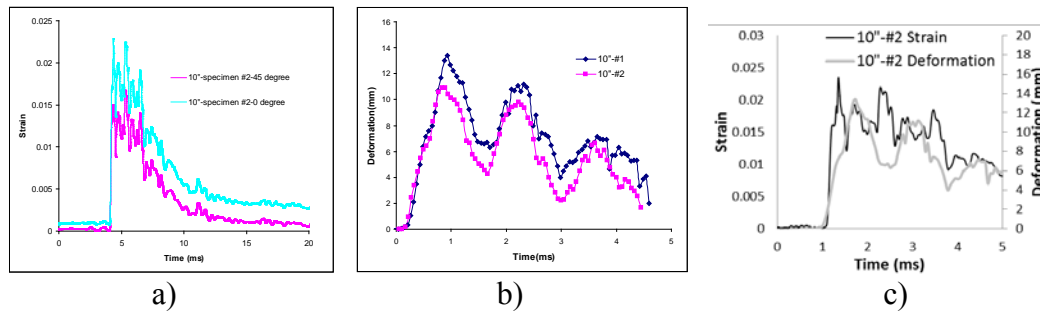 0.025
0.02
0.015
0.01
0.005
0
0 5 10 15 20
Strain
Time (ms)
10"-specimen #2-45 degree
10"-specimen #2-0 degree
a)
16
14
12
10
8
6
4
2
0
0 1 2 3 4 5
Deformation(mm)
Time(ms)
10"-#1
10"-#2
b)
10"-#2 Strain
10"-#2 Deformation
0.03
0.025
0.02
0.015
0.01
0.005
0
Strain
20
18
16
14
12
10
8
6
4
2
0
Deformation (mm)
0 1 2 3 4 5
Time (ms)
c)